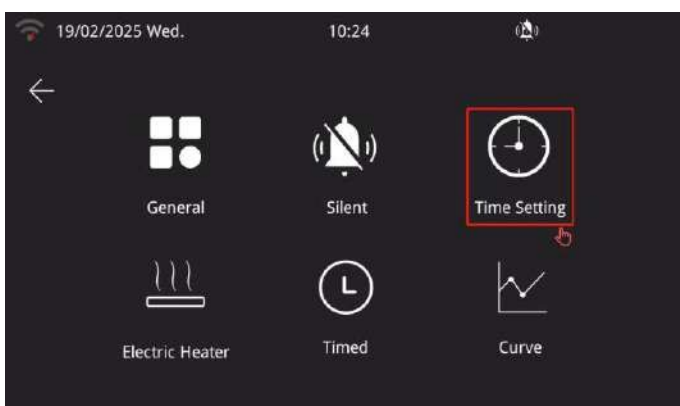 19/02/2025 Wed. 10:24
General Silent Time Setting
Electric Heater Timed Curve